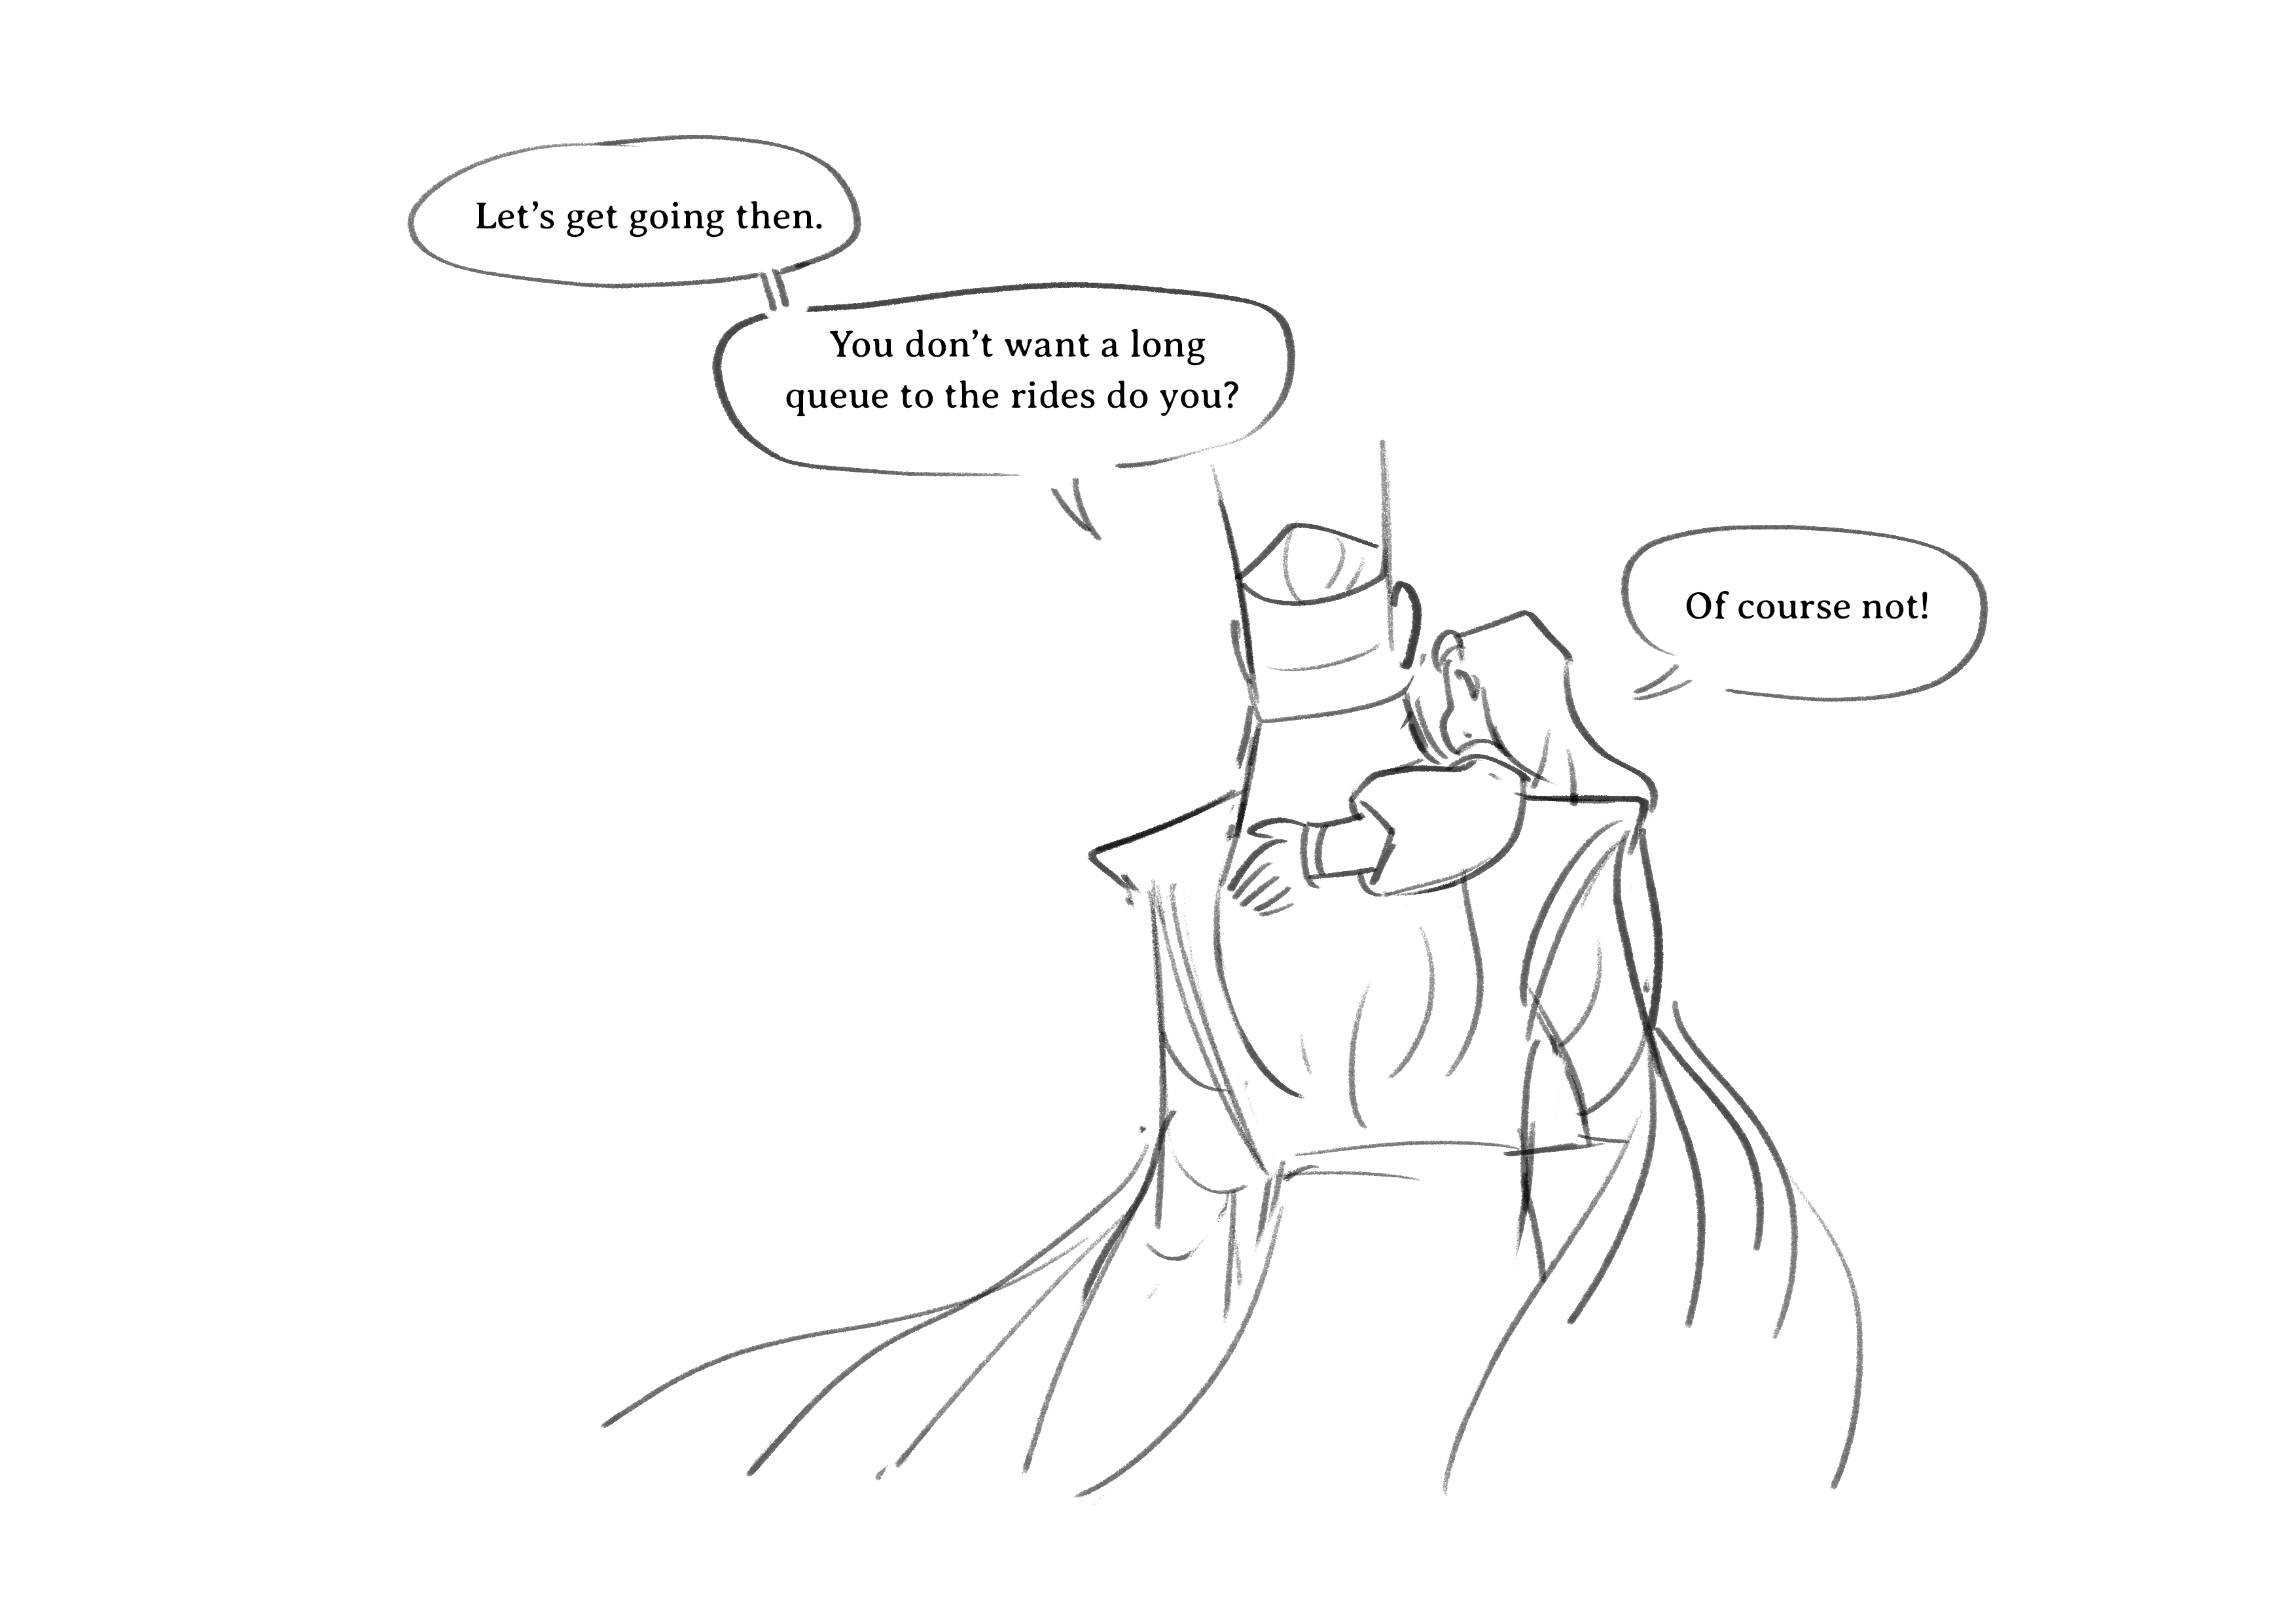 Let’s get going then.
You don’t want a long
queue to the rides do you?
Of course not!